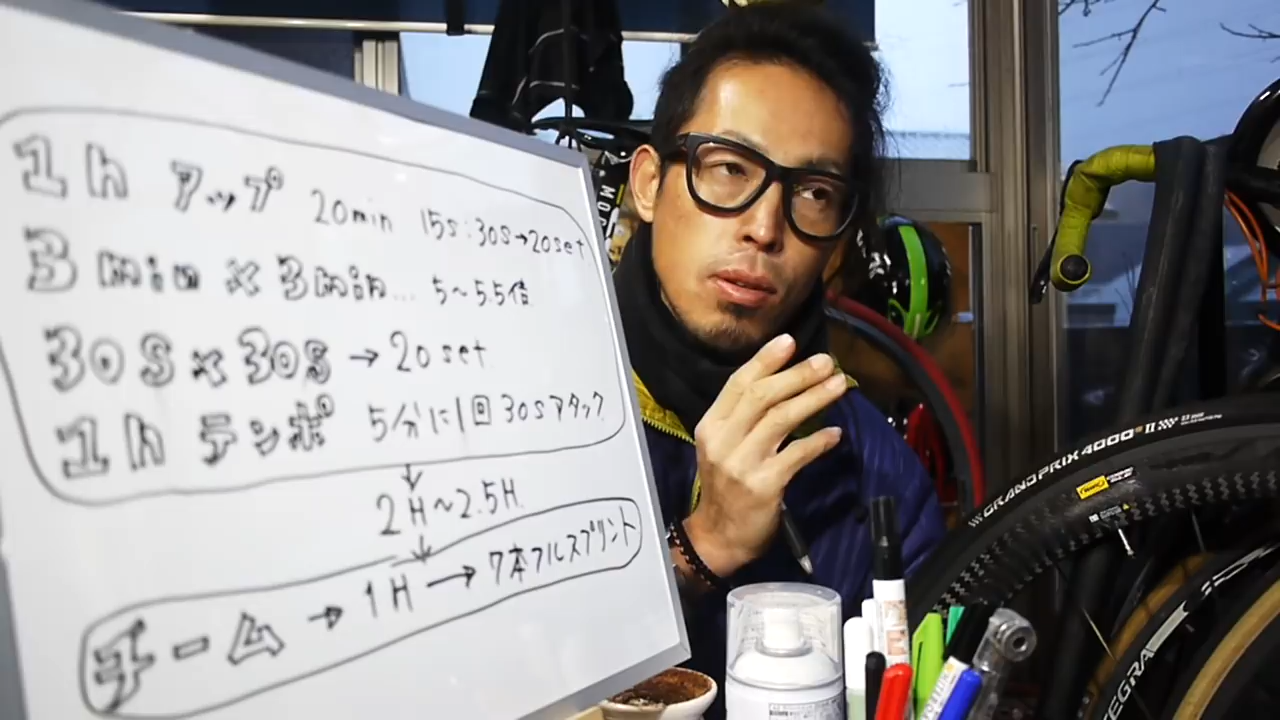 1h アップ 20min 15s:30s→20set
3min×3min... 5~5.5倍
30s×30s→20set
1h テンポ 5分に1回30sアタック
↓
2H~2.5H.
↓
チーム→1H→7本フルスプリント
GRAND PRIX 4000 II
TEGRA